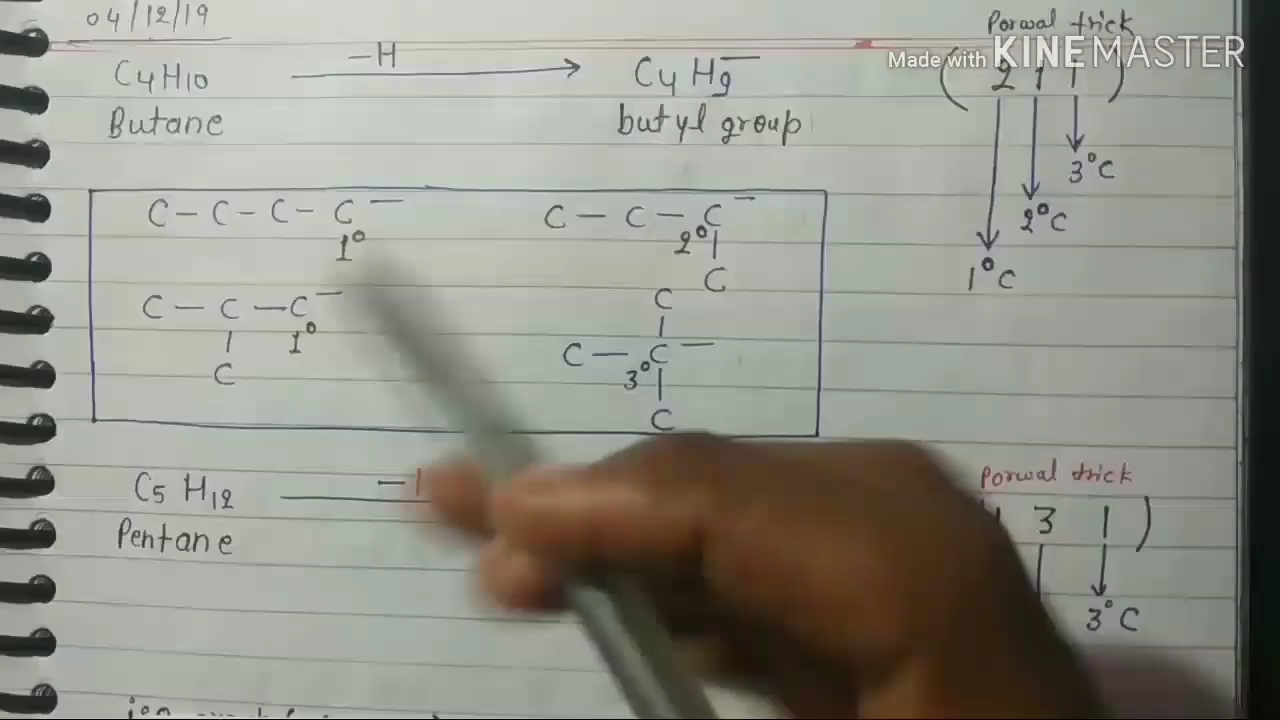 04/12/19
Porwal trick
Made with KINEMASTER
C4H10 —H→ C4H9—
( 2 1 1 )
Butane
butyl group
3°C
2°C
1°C
C — C — C — C —
1°
C — C — C —
2°
C
C — C — C —
1°
C
C
C — C —
3°
C
C5 H12
Pentane
Porwal trick
3 1 )
3°C